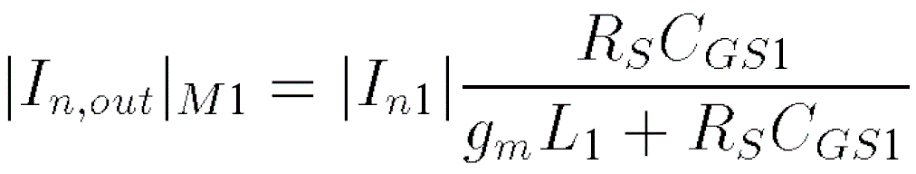 |I_{n,out}|_{M1} = |I_{n1}| \frac{R_S C_{GS1}}{g_m L_1 + R_S C_{GS1}}